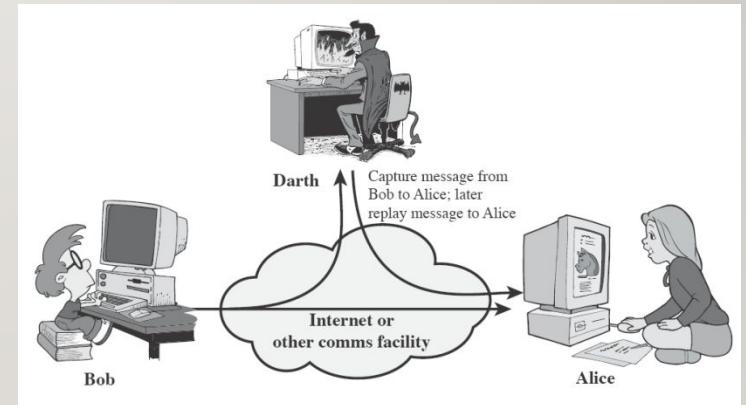 Darth
Capture message from
Bob to Alice; later
replay message to Alice
Internet or
other comms facility
Bob
Alice